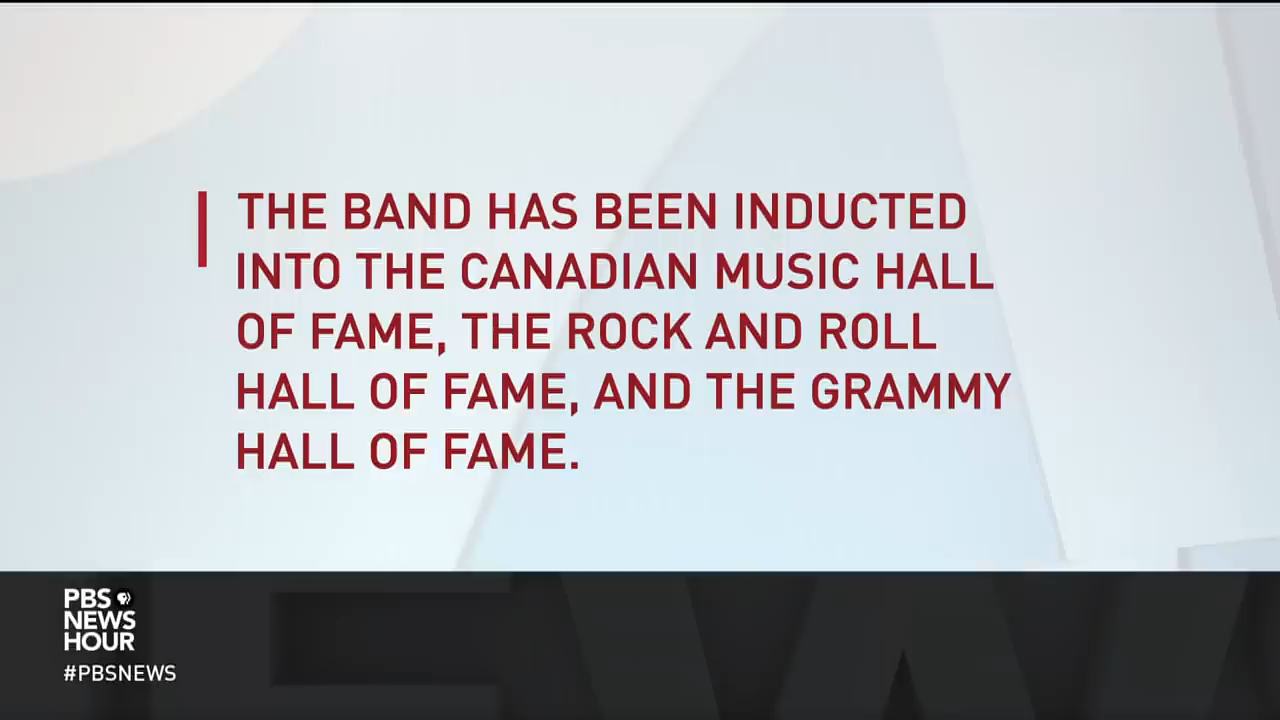 THE BAND HAS BEEN INDUCTED
INTO THE CANADIAN MUSIC HALL
OF FAME, THE ROCK AND ROLL
HALL OF FAME, AND THE GRAMMY
HALL OF FAME.
PBS
NEWS
HOUR
#PBSNEWS